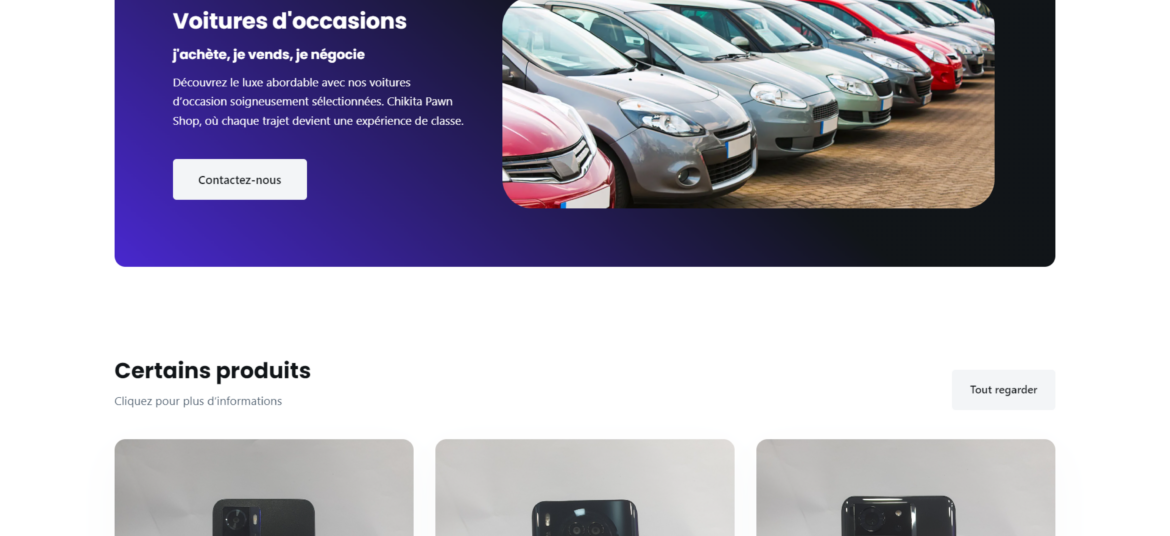 Voitures d'occasions
j'achète, je vends, je négocie
Découvrez le luxe abordable avec nos voitures
d'occasion soigneusement sélectionnées. Chikita Pawn
Shop, où chaque trajet devient une expérience de classe.
Contactez-nous
Certains produits
Cliquez pour plus d'informations
Tout regarder